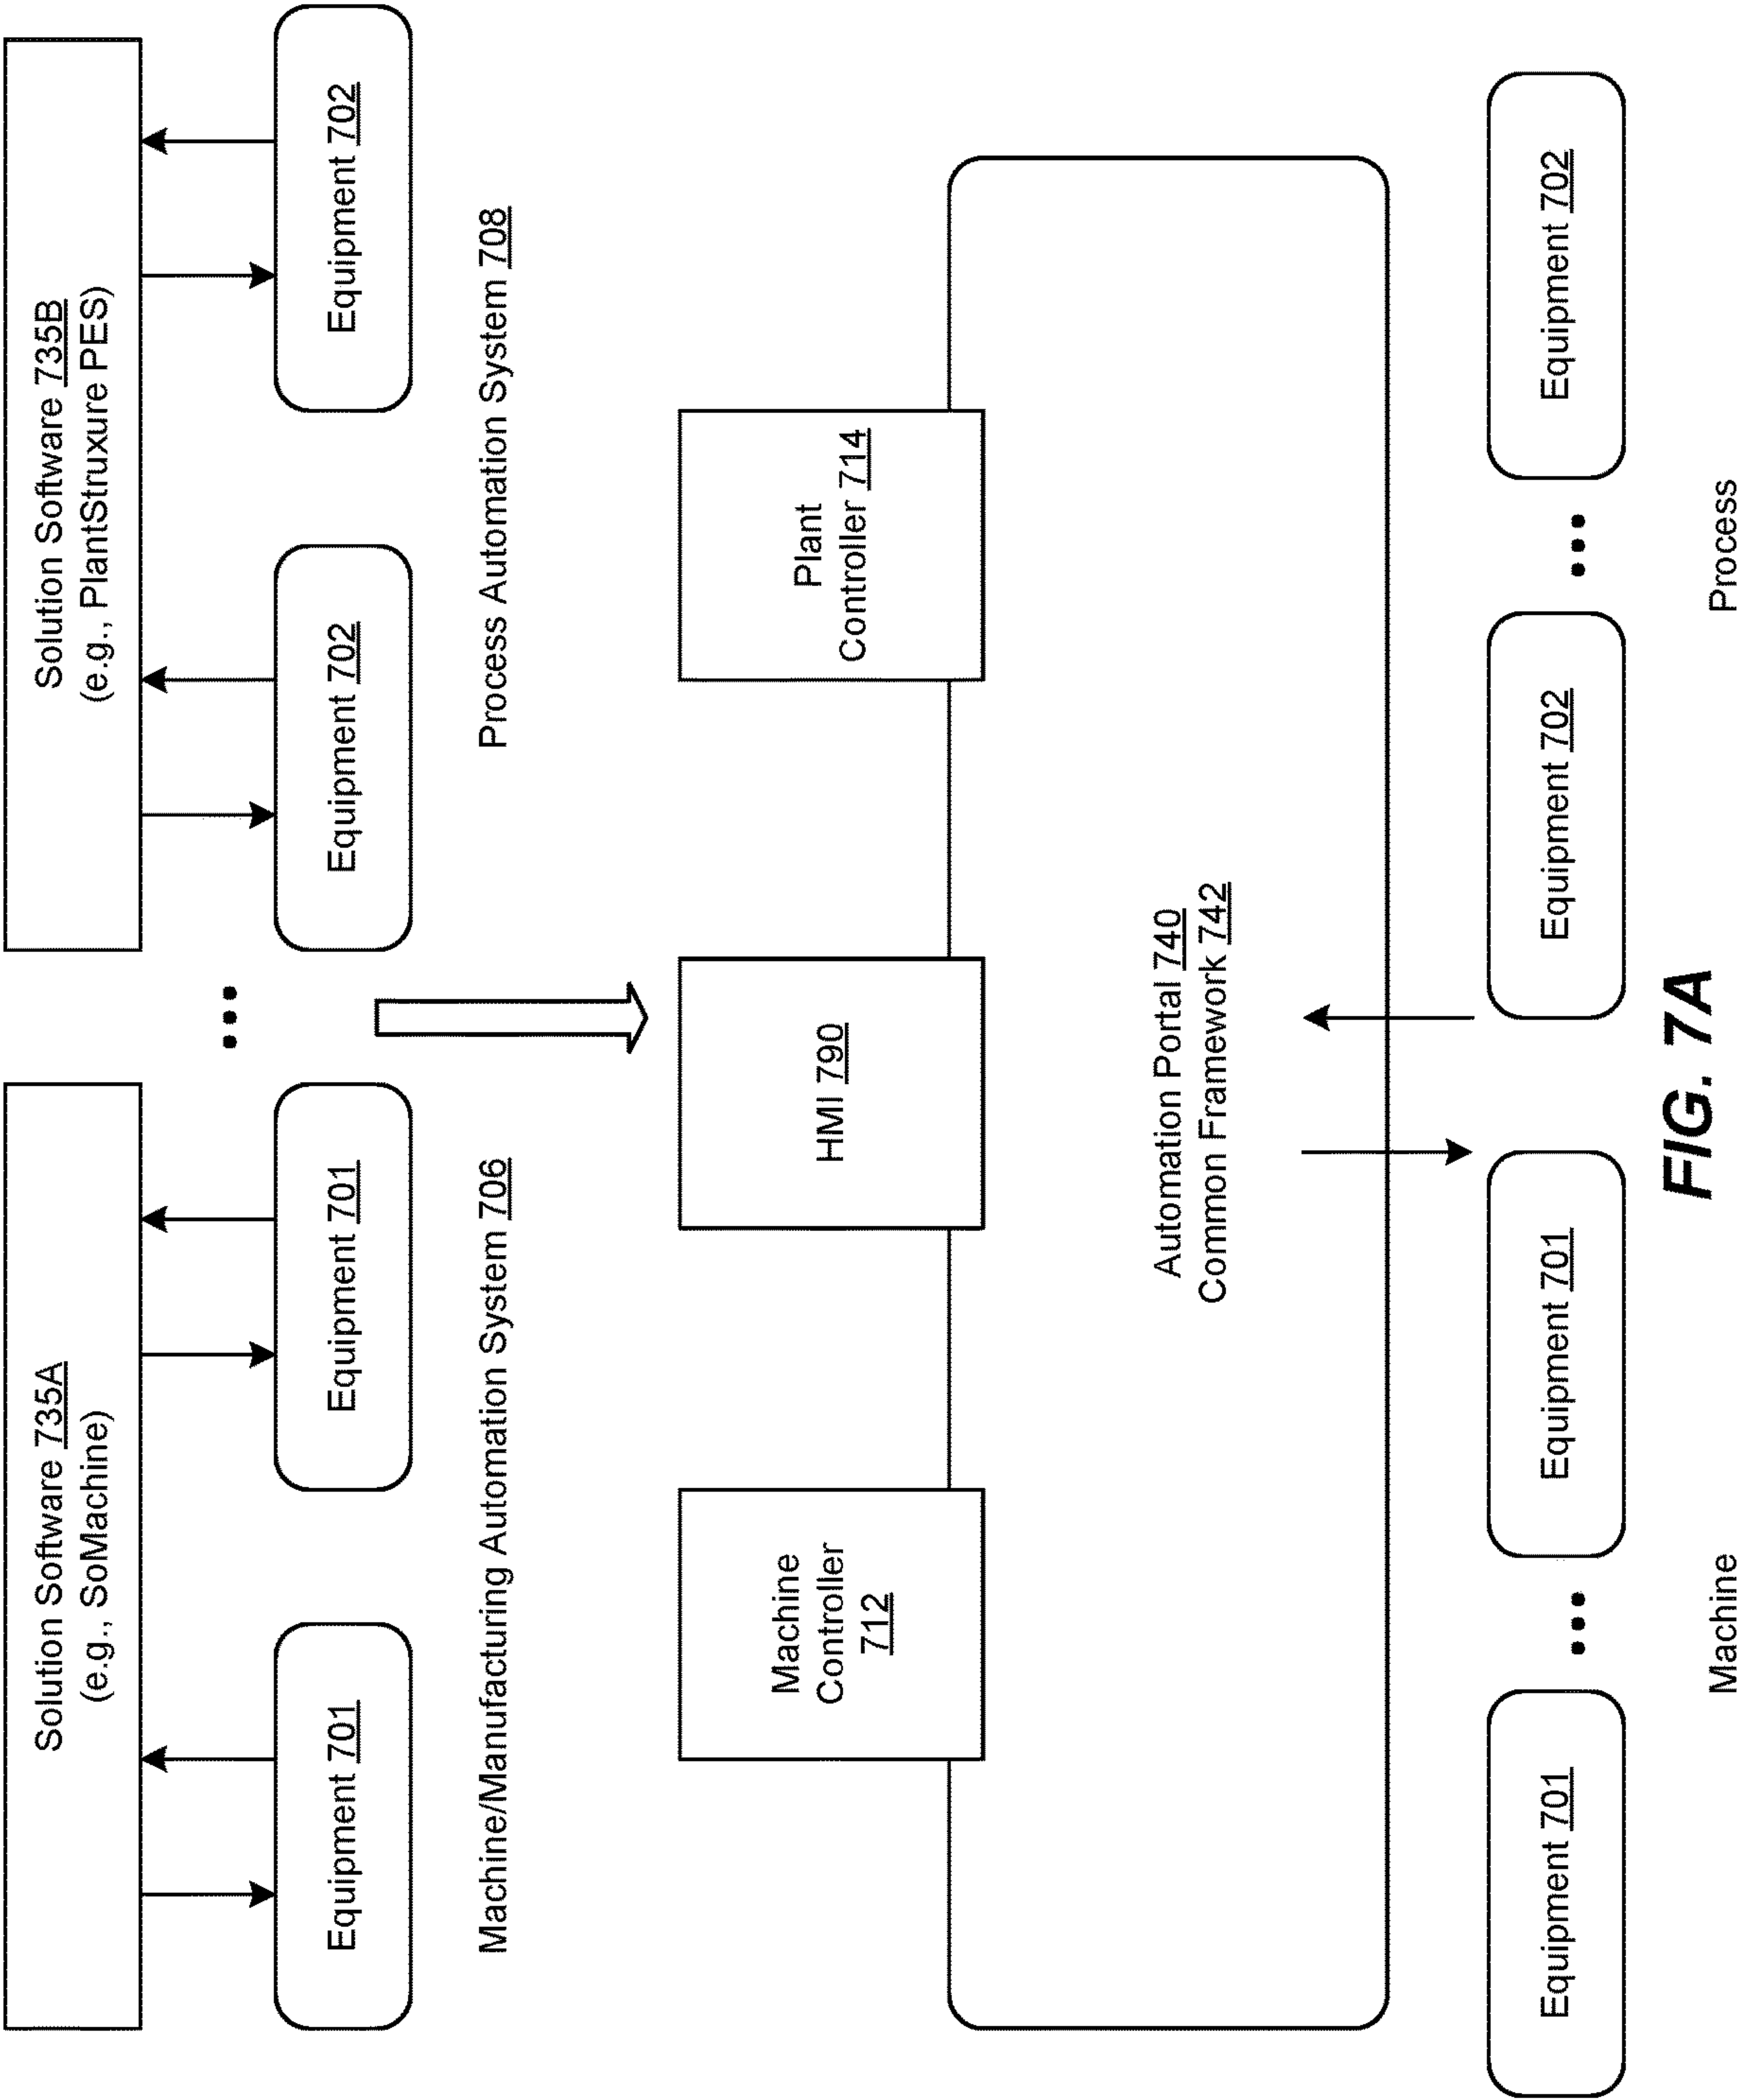 Solution Software 735A
(e.g., SoMachine)
Solution Software 735B
(e.g., PlantStruxure PES)
Equipment 701
Equipment 701
Equipment 702
Equipment 702
Machine/Manufacturing Automation System 706
Process Automation System 708
Machine
Controller
712
HMI 790
Plant
Controller 714
Automation Portal 740
Common Framework 742
Equipment 701
Equipment 701
Equipment 702
Equipment 702
Machine
Process
FIG. 7A